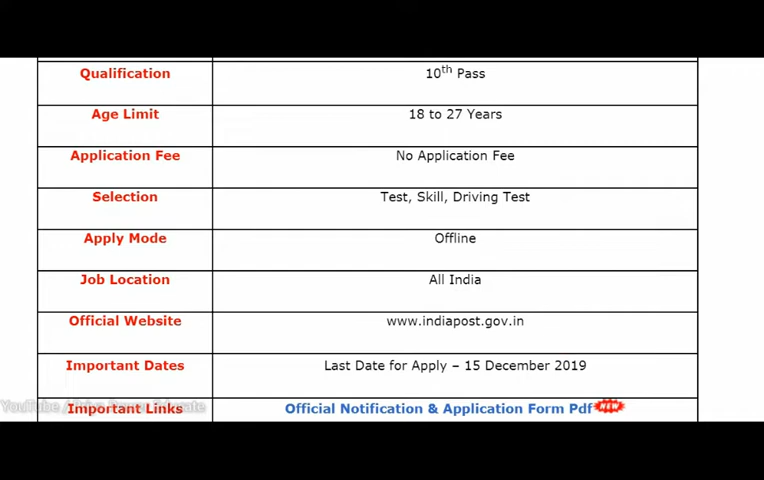 Qualification 10th Pass
Age Limit 18 to 27 Years
Application Fee No Application Fee
Selection Test, Skill, Driving Test
Apply Mode Offline
Job Location All India
Official Website www.indiapost.gov.in
Important Dates Last Date for Apply – 15 December 2019
Important Links Official Notification & Application Form Pdf NEW
YouTube /